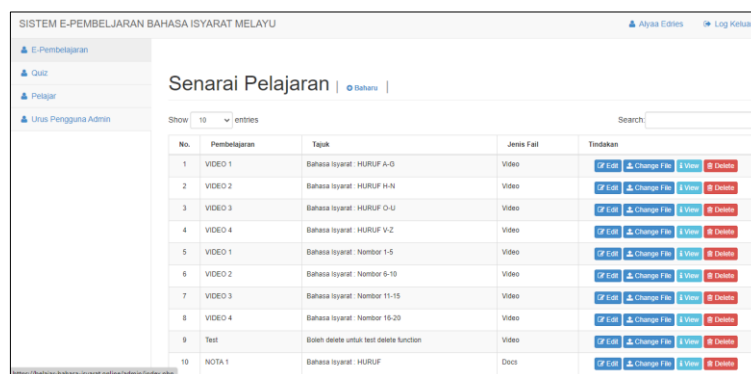 SISTEM E-PEMBELJARAN BAHASA ISYARAT MELAYU Alyaa Edries Log Keluar
E-Pembelajaran
Quiz
Pelajar
Urus Pengguna Admin
Senarai Pelajaran | Baharu |
Show 10 entries Search:
No. Pembelajaran Tajuk Jenis Fail Tindakan
1 VIDEO 1 Bahasa Isyarat : HURUF A-G Video Edit Change File View Delete
2 VIDEO 2 Bahasa Isyarat : HURUF H-N Video Edit Change File View Delete
3 VIDEO 3 Bahasa Isyarat : HURUF O-U Video Edit Change File View Delete
4 VIDEO 4 Bahasa Isyarat : HURUF V-Z Video Edit Change File View Delete
5 VIDEO 1 Bahasa Isyarat : Nombor 1-5 Video Edit Change File View Delete
6 VIDEO 2 Bahasa Isyarat : Nombor 6-10 Video Edit Change File View Delete
7 VIDEO 3 Bahasa Isyarat : Nombor 11-15 Video Edit Change File View Delete
8 VIDEO 4 Bahasa Isyarat : Nombor 16-20 Video Edit Change File View Delete
9 Test Boleh delete untuk test delete function Video Edit Change File View Delete
10 NOTA 1 Bahasa Isyarat : HURUF Docs Edit Change File View Delete